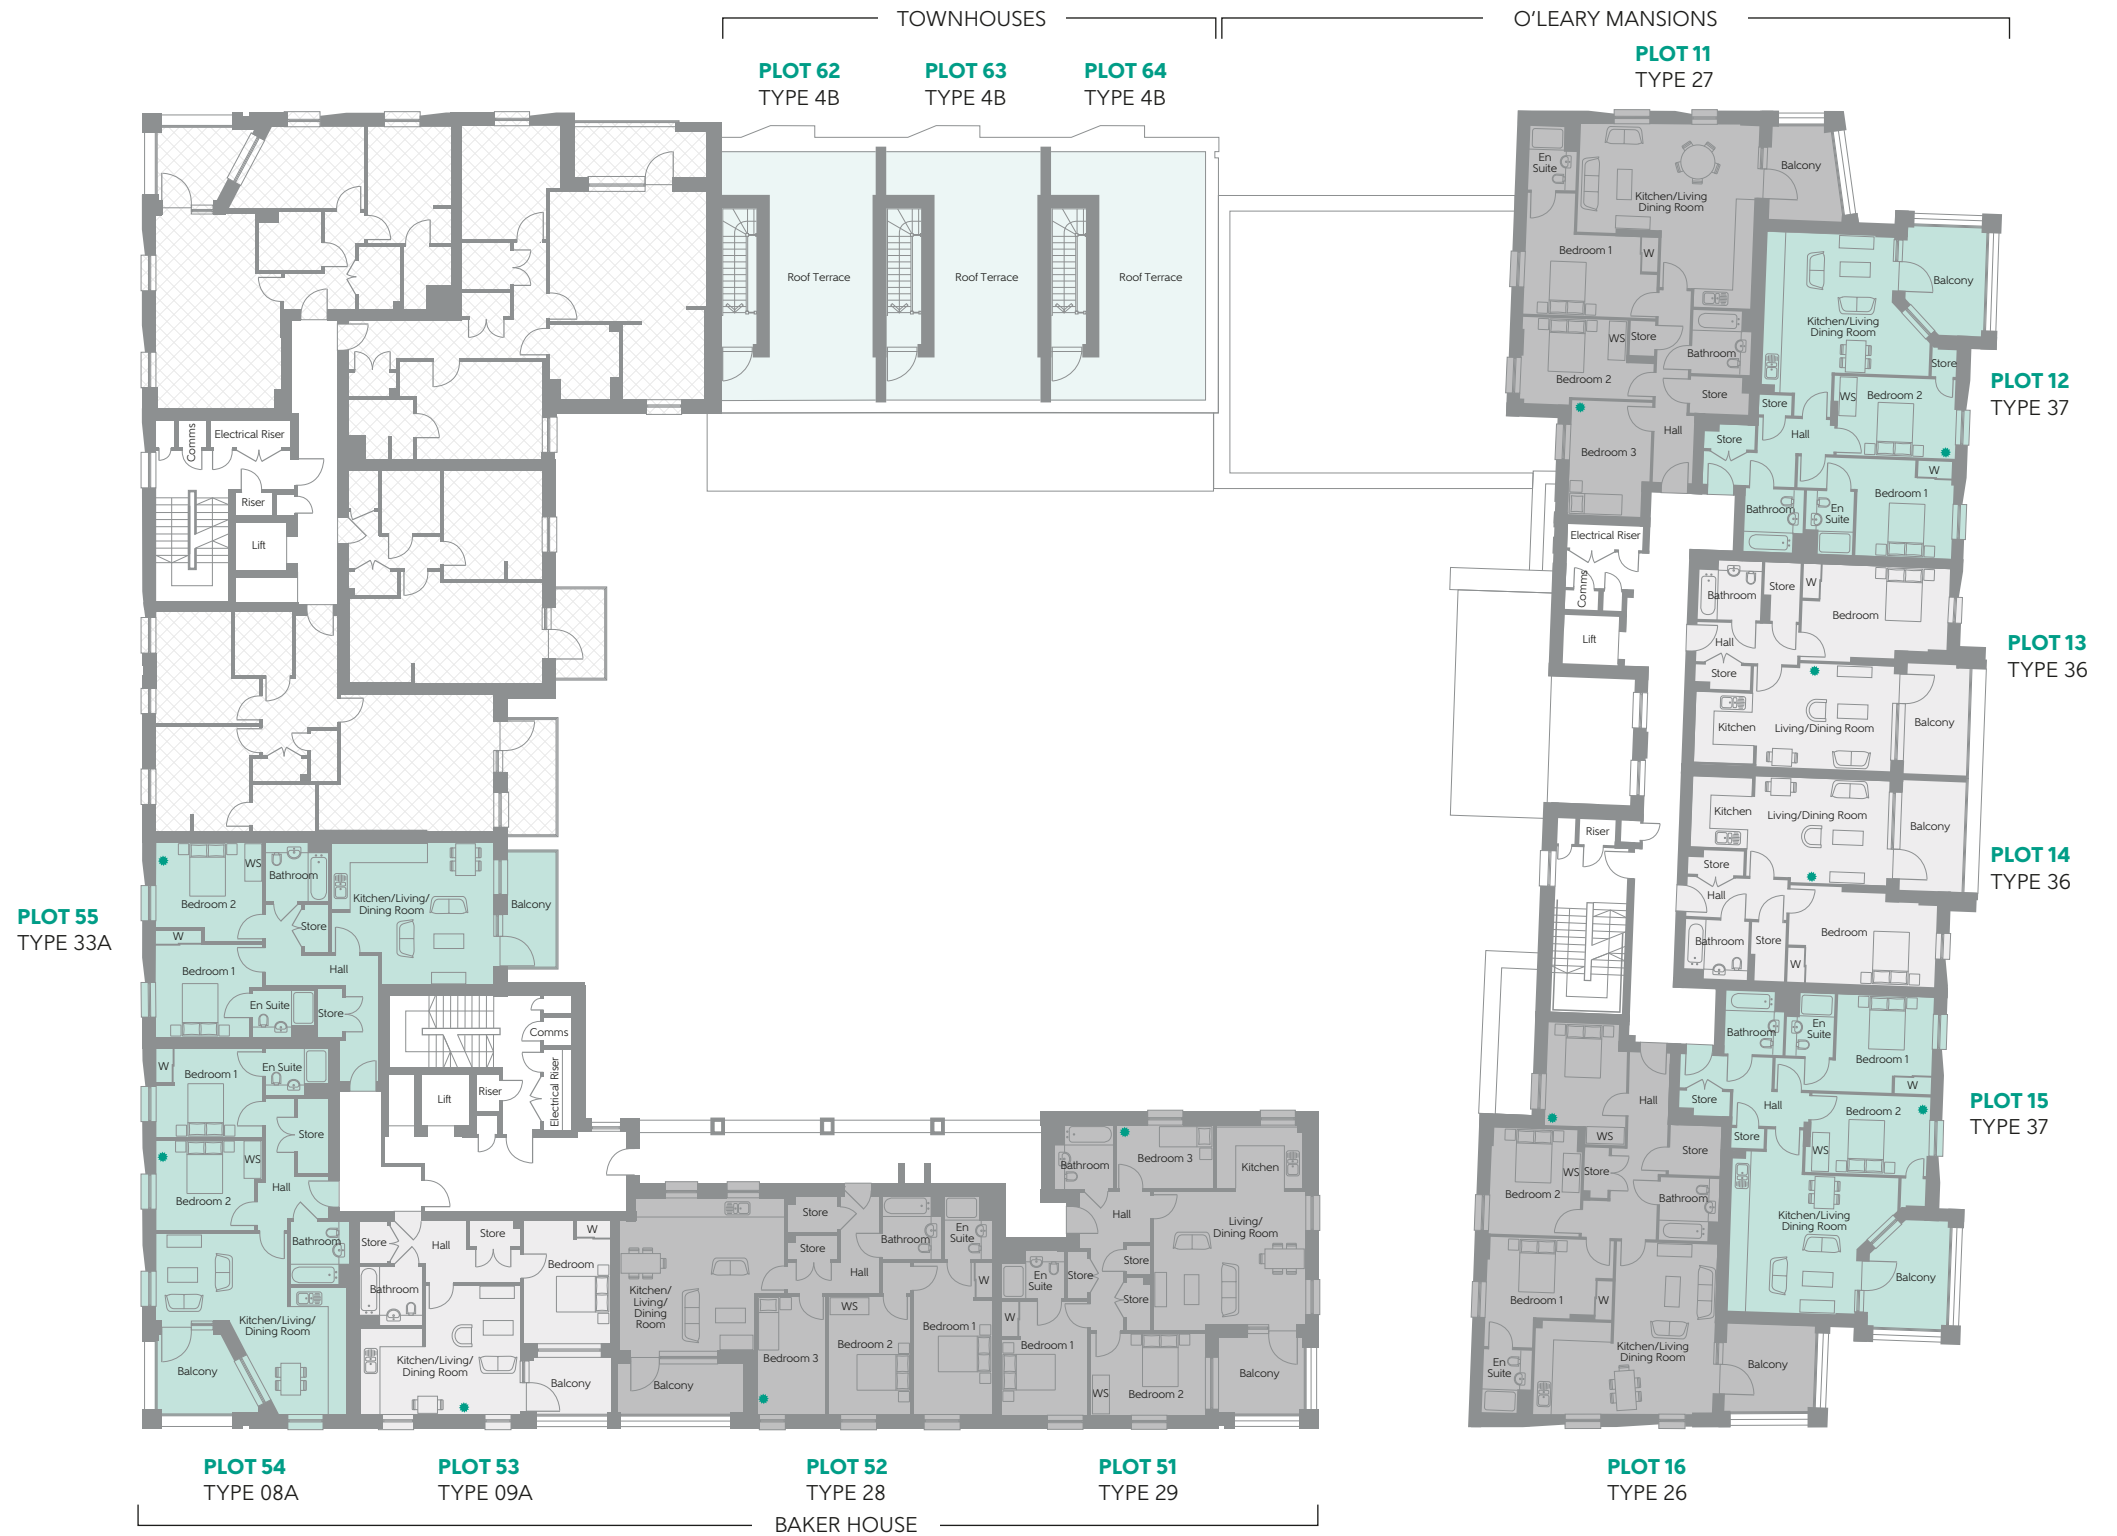 TOWNHOUSES
O'LEARY MANSIONS
PLOT 62
TYPE 4B
PLOT 63
TYPE 4B
PLOT 64
TYPE 4B
PLOT 11
TYPE 27
Roof Terrace
Roof Terrace
Roof Terrace
En
Suite
Kitchen/Living
Dining Room
Balcony
Bedroom 1
W
WS
Store
Bedroom 2
Bathroom
Store
Hall
Bedroom 3
Balcony
Kitchen/Living
Dining Room
Store
PLOT 12
TYPE 37
WS
Bedroom 2
Store
Hall
Store
W
Bedroom 1
Bathroom
En
Suite
Electrical Riser
Comms
Lift
Bathroom
Store
W
Bedroom
Hall
Store
PLOT 13
TYPE 36
Kitchen
Living/Dining Room
Balcony
Kitchen
Living/Dining Room
Balcony
Riser
PLOT 14
TYPE 36
Store
Hall
Bathroom
Store
W
Bedroom
Bathroom
En
Suite
Bedroom 1
W
Store
Hall
Bedroom 2
Store
WS
PLOT 15
TYPE 37
Kitchen/Living
Dining Room
Balcony
Hall
WS
Store
Store
WS
Bedroom 2
Bathroom
Bedroom 1
W
Kitchen/Living
Dining Room
En
Suite
Balcony
PLOT 16
TYPE 26
Comms
Electrical Riser
Riser
Lift
PLOT 55
TYPE 33A
WS
Bathroom
Bedroom 2
Kitchen/Living/
Dining Room
Balcony
Store
W
Bedroom 1
Hall
En Suite
Store
Comms
Electrical Riser
Riser
Lift
W
Bedroom 1
En Suite
Store
WS
Bedroom 2
Hall
Bathroom
Kitchen/Living/
Dining Room
Balcony
Store
Hall
Store
W
Bedroom
Bathroom
Kitchen/Living/
Dining Room
Balcony
Store
Store
Bathroom
En
Suite
Hall
W
Kitchen/
Living/
Dining
Room
WS
Bedroom 1
Bedroom 2
Bedroom 3
Balcony
Bathroom
Bedroom 3
Kitchen
Hall
Living/
Dining Room
Store
En
Suite
Store
Store
W
Bedroom 1
WS
Bedroom 2
Balcony
PLOT 54
TYPE 08A
PLOT 53
TYPE 09A
PLOT 52
TYPE 28
PLOT 51
TYPE 29
BAKER HOUSE